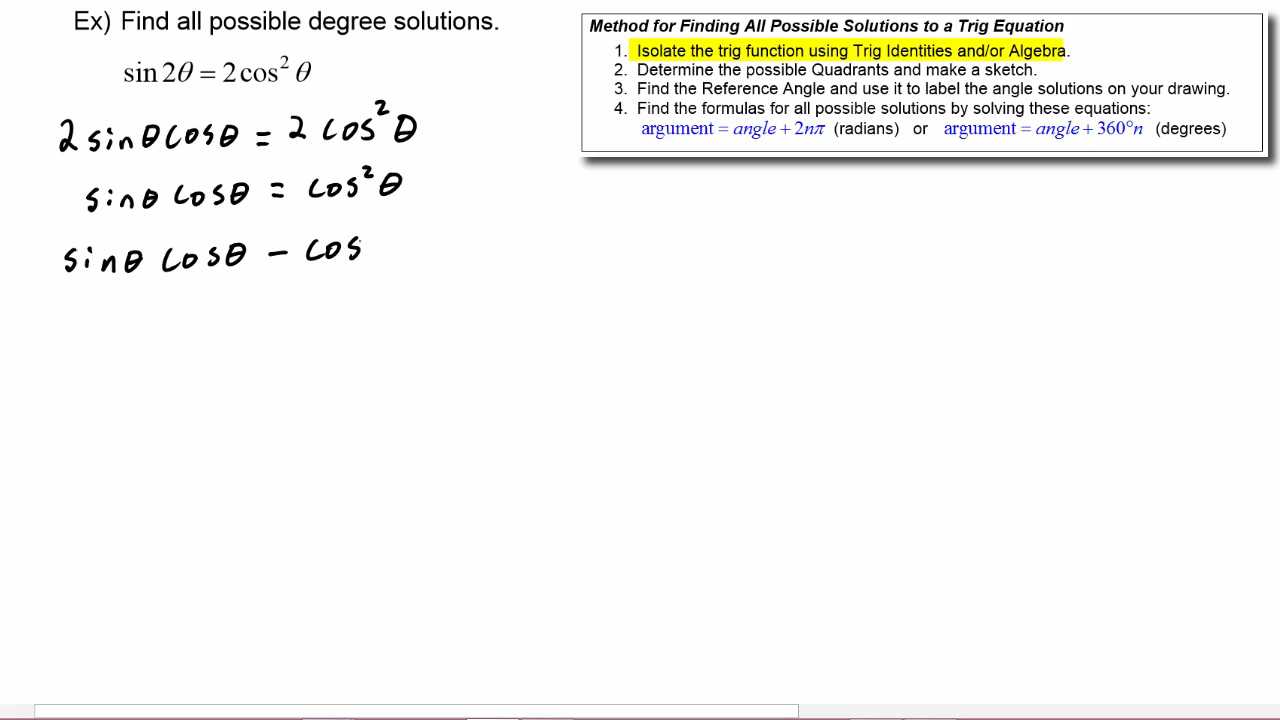 Ex) Find all possible degree solutions.
sin 2θ = 2 cos² θ
2 sinθ cosθ = 2 cos²θ
sinθ cosθ = cos²θ
sinθ cosθ − cos
Method for Finding All Possible Solutions to a Trig Equation
1. Isolate the trig function using Trig Identities and/or Algebra.
2. Determine the possible Quadrants and make a sketch.
3. Find the Reference Angle and use it to label the angle solutions on your drawing.
4. Find the formulas for all possible solutions by solving these equations:
argument = angle + 2nπ (radians) or argument = angle + 360°n (degrees)